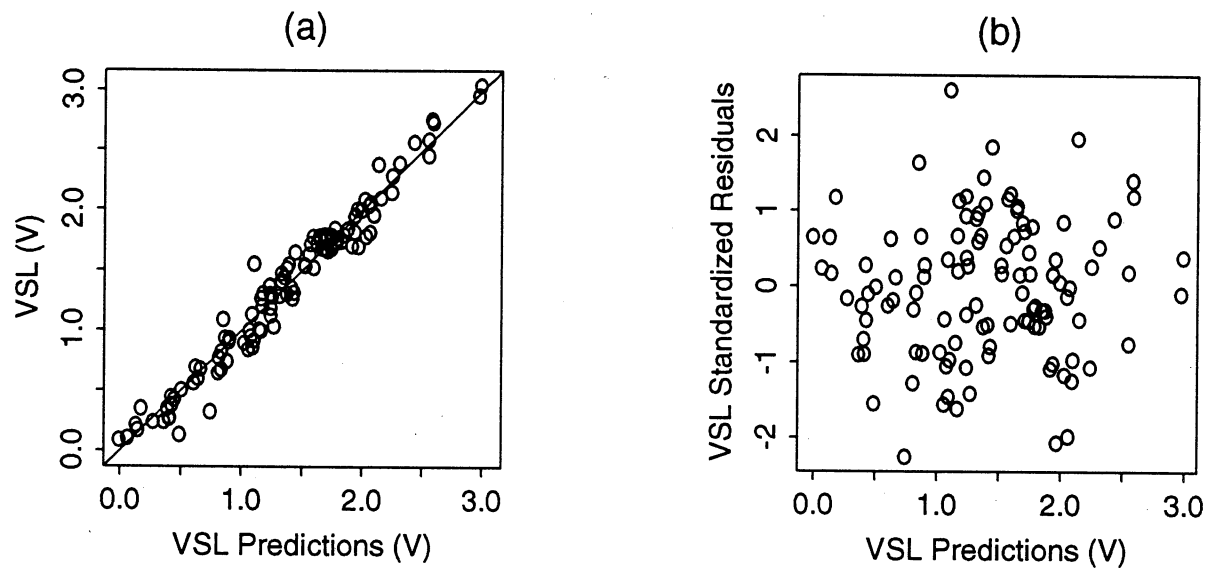 (a)
VSL (V)
3.0
2.0
1.0
0.0
0.0 1.0 2.0 3.0
VSL Predictions (V)
(b)
VSL Standardized Residuals
2
1
0
-1
-2
0.0 1.0 2.0 3.0
VSL Predictions (V)